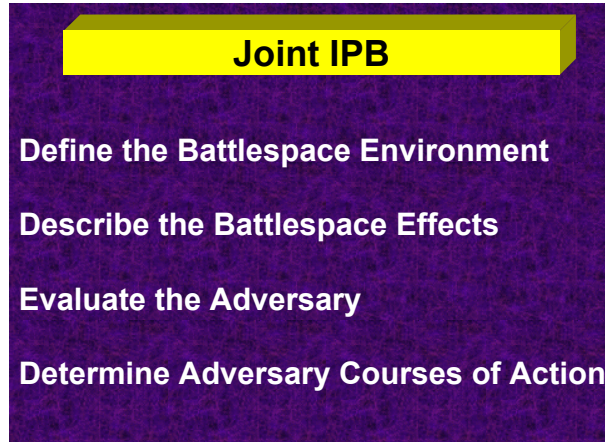 Joint IPB
Define the Battlespace Environment
Describe the Battlespace Effects
Evaluate the Adversary
Determine Adversary Courses of Action